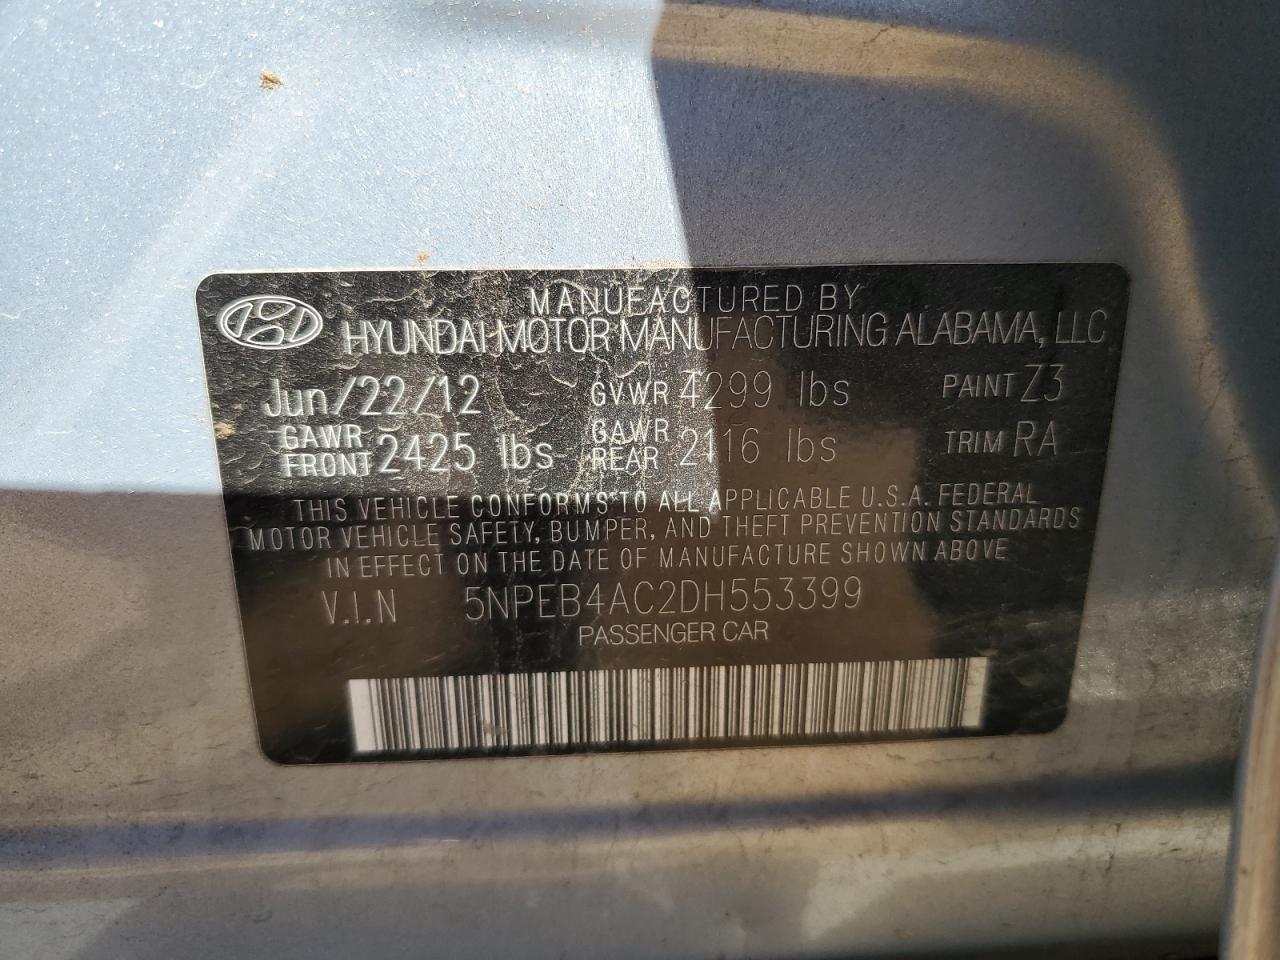 MANUFACTURED BY
HYUNDAI MOTOR MANUFACTURING ALABAMA, LLC
Jun/22/12 GVWR 4299 lbs PAINT Z3
GAWR FRONT 2425 lbs GAWR REAR 2116 lbs TRIM RA
THIS VEHICLE CONFORMS TO ALL APPLICABLE U.S.A. FEDERAL
MOTOR VEHICLE SAFETY, BUMPER, AND THEFT PREVENTION STANDARDS
IN EFFECT ON THE DATE OF MANUFACTURE SHOWN ABOVE
V.I.N 5NPEB4AC2DH553399
PASSENGER CAR